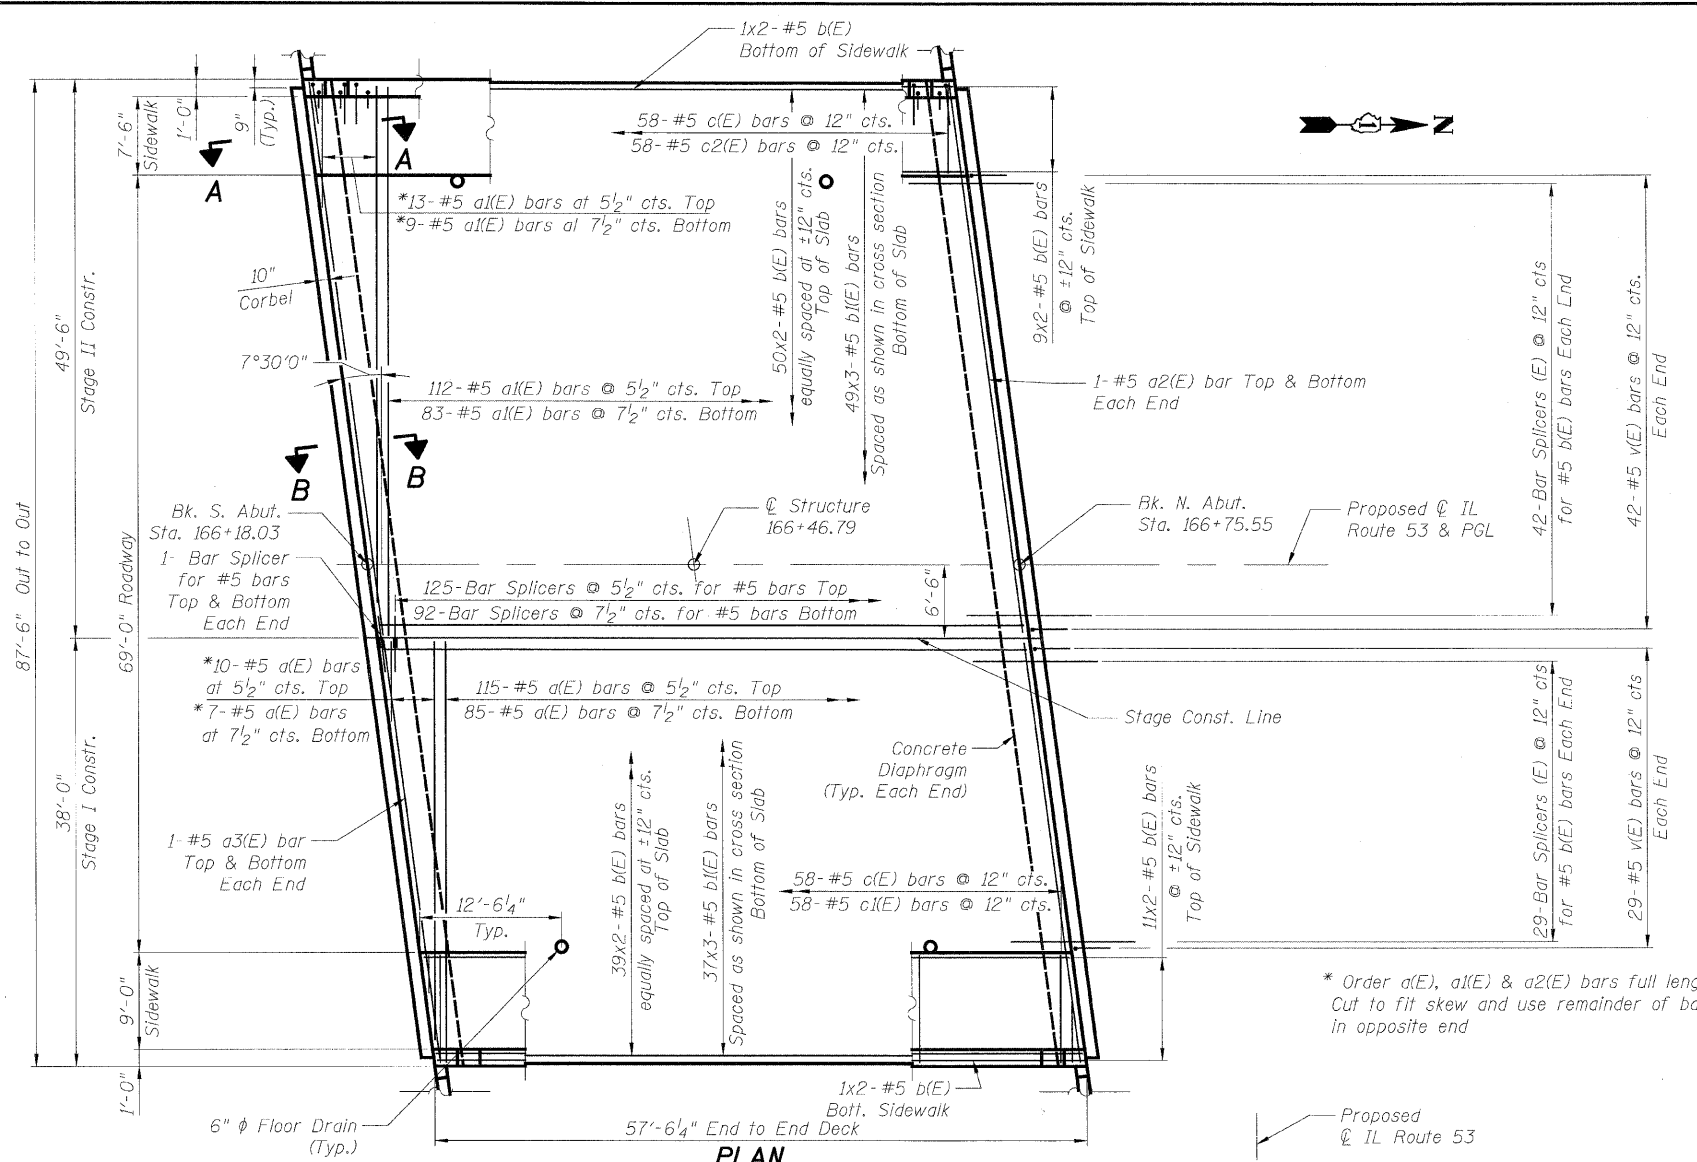 1x2-#5 b(E)
Bottom of Sidewalk
7'-6"
Sidewalk
1'-0"
9"
(Typ.)
A
A
58-#5 c(E) bars @ 12" cts.
58-#5 c2(E) bars @ 12" cts.
1
N
*13-#5 a1(E) bars at 5½" cts. Top
*9-#5 a1(E) bars at 7½" cts. Bottom
50x2-#5 b(E) bars
equally spaced at ±12" cts.
Top of Slab
49x3-#5 b1(E) bars
Spaced as shown in cross section
Bottom of Slab
9x2-#5 b(E) bars
@ ±12" cts.
Top of Sidewalk
10"
Corbel
49'-6"
Stage II Constr.
7°30'0"
112-#5 a1(E) bars @ 5½" cts. Top
83-#5 a1(E) bars @ 7½" cts. Bottom
1-#5 a2(E) bar Top & Bottom
Each End
42-Bar Splicers (E) @ 12" cts
for #5 b(E) bars Each End
42-#5 v(E) bars @ 12" cts.
Each End
B
B
87'-6" Out to Out
69'-0" Roadway
Bk. S. Abut.
Sta. 166+18.03
℄ Structure
166+46.79
Bk. N. Abut.
Sta. 166+75.55
Proposed ℄ IL
Route 53 & PGL
1- Bar Splicer
for #5 bars
Top & Bottom
Each End
125-Bar Splicers @ 5½" cts. for #5 bars Top
92-Bar Splicers @ 7½" cts. for #5 bars Bottom
6'-6"
*10-#5 a(E) bars
at 5½" cts. Top
*7-#5 a(E) bars
at 7½" cts. Bottom
115-#5 a(E) bars @ 5½" cts. Top
85-#5 a(E) bars @ 7½" cts. Bottom
Stage Const. Line
Concrete
Diaphragm
(Typ. Each End)
38'-0"
Stage I Constr.
1-#5 a3(E) bar
Top & Bottom
Each End
39x2-#5 b(E) bars
equally spaced at ±12" cts.
Top of Slab
37x3-#5 b1(E) bars
Spaced as shown in cross section
Bottom of Slab
58-#5 c(E) bars @ 12" cts.
58-#5 c1(E) bars @ 12" cts.
11x2-#5 b(E) bars
@ ±12" cts.
Top of Sidewalk
29-Bar Splicers (E) @ 12" cts
for #5 b(E) bars Each End
29-#5 v(E) bars @ 12" cts
Each End
12'-6¼"
Typ.
9'-0"
Sidewalk
1'-0"
* Order a(E), a1(E) & a2(E) bars full leng
Cut to fit skew and use remainder of ba
in opposite end
1x2-#5 b(E)
Bott. Sidewalk
6" ϕ Floor Drain
(Typ.)
57'-6¼" End to End Deck
PLAN
Proposed
℄ IL Route 53